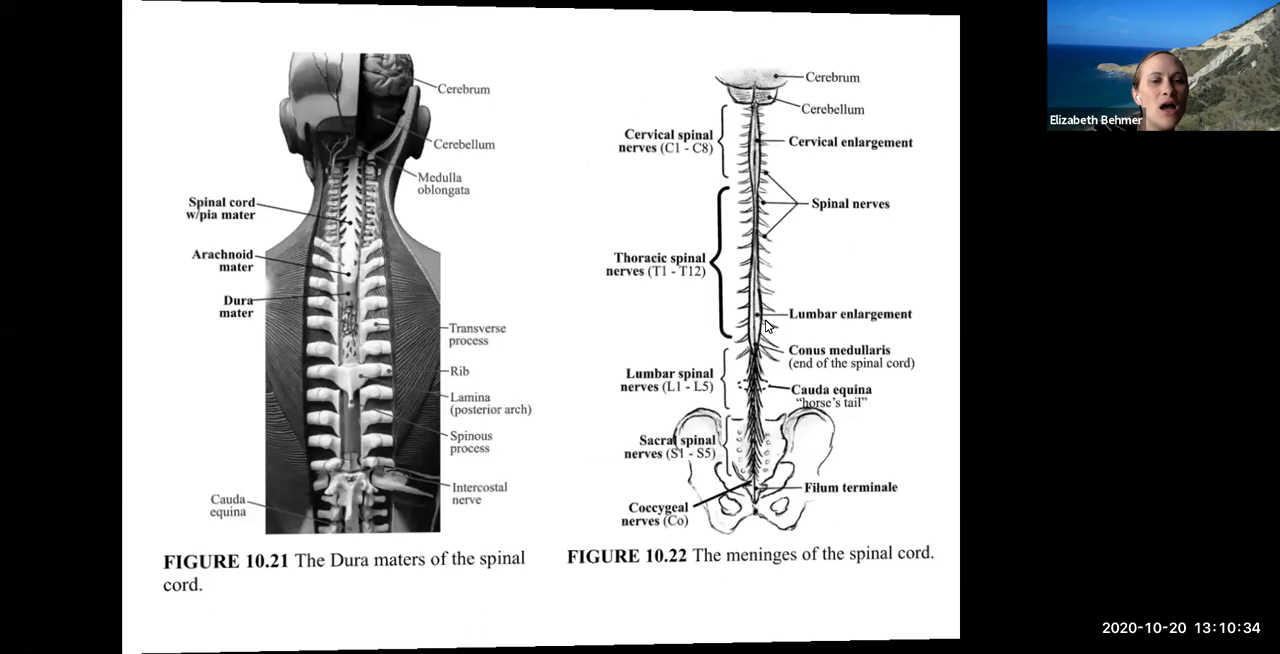 Cerebrum
Cerebellum
Medulla
oblongata
Spinal cord
w/pia mater
Arachnoid
mater
Dura
mater
Transverse
process
Rib
Lamina
(posterior arch)
Spinous
process
Intercostal
nerve
Cauda
equina
FIGURE 10.21 The Dura maters of the spinal
cord.
Cerebrum
Cerebellum
Cervical spinal
nerves (C1 - C8)
Cervical enlargement
Spinal nerves
Thoracic spinal
nerves (T1 - T12)
Lumbar enlargement
Conus medullaris
(end of the spinal cord)
Lumbar spinal
nerves (L1 - L5)
Cauda equina
"horse's tail"
Sacral spinal
nerves (S1 - S5)
Filum terminale
Coccygeal
nerves (Co)
FIGURE 10.22 The meninges of the spinal cord.
Elizabeth Behmer
2020-10-20 13:10:34